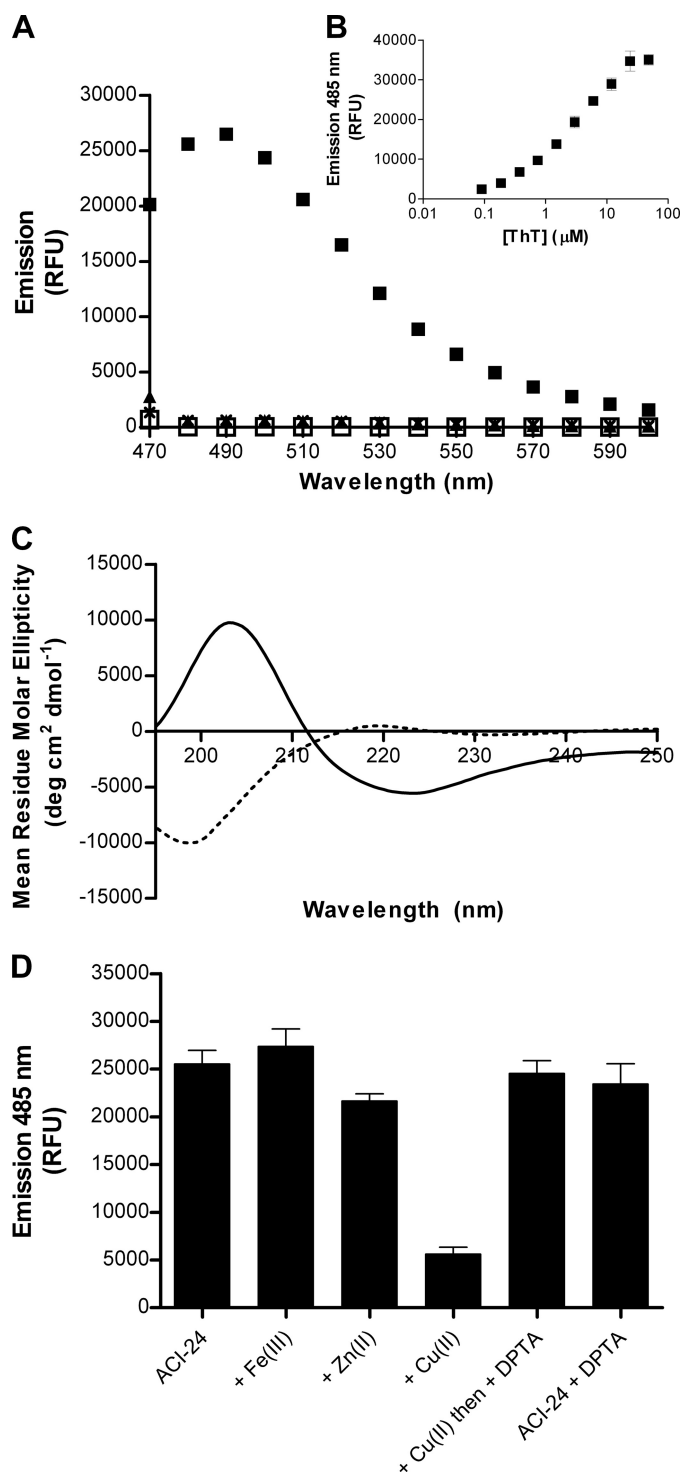 A
B
40000
30000
20000
10000
0
Emission 485 nm
(RFU)
0.01
0.1
1
10
100
[ThT] (μM)
30000
25000
20000
15000
10000
5000
0
Emission
(RFU)
470
490
510
530
550
570
590
Wavelength (nm)
C
15000
10000
5000
0
-5000
-10000
-15000
Mean Residue Molar Ellipticity
(deg cm² dmol⁻¹)
200
210
220
230
240
250
Wavelength (nm)
D
35000
30000
25000
20000
15000
10000
5000
0
Emission 485 nm
(RFU)
ACI-24
+ Fe(III)
+ Zn(II)
+ Cu(II)
+ Cu(II) then + DPTA
ACI-24 + DPTA